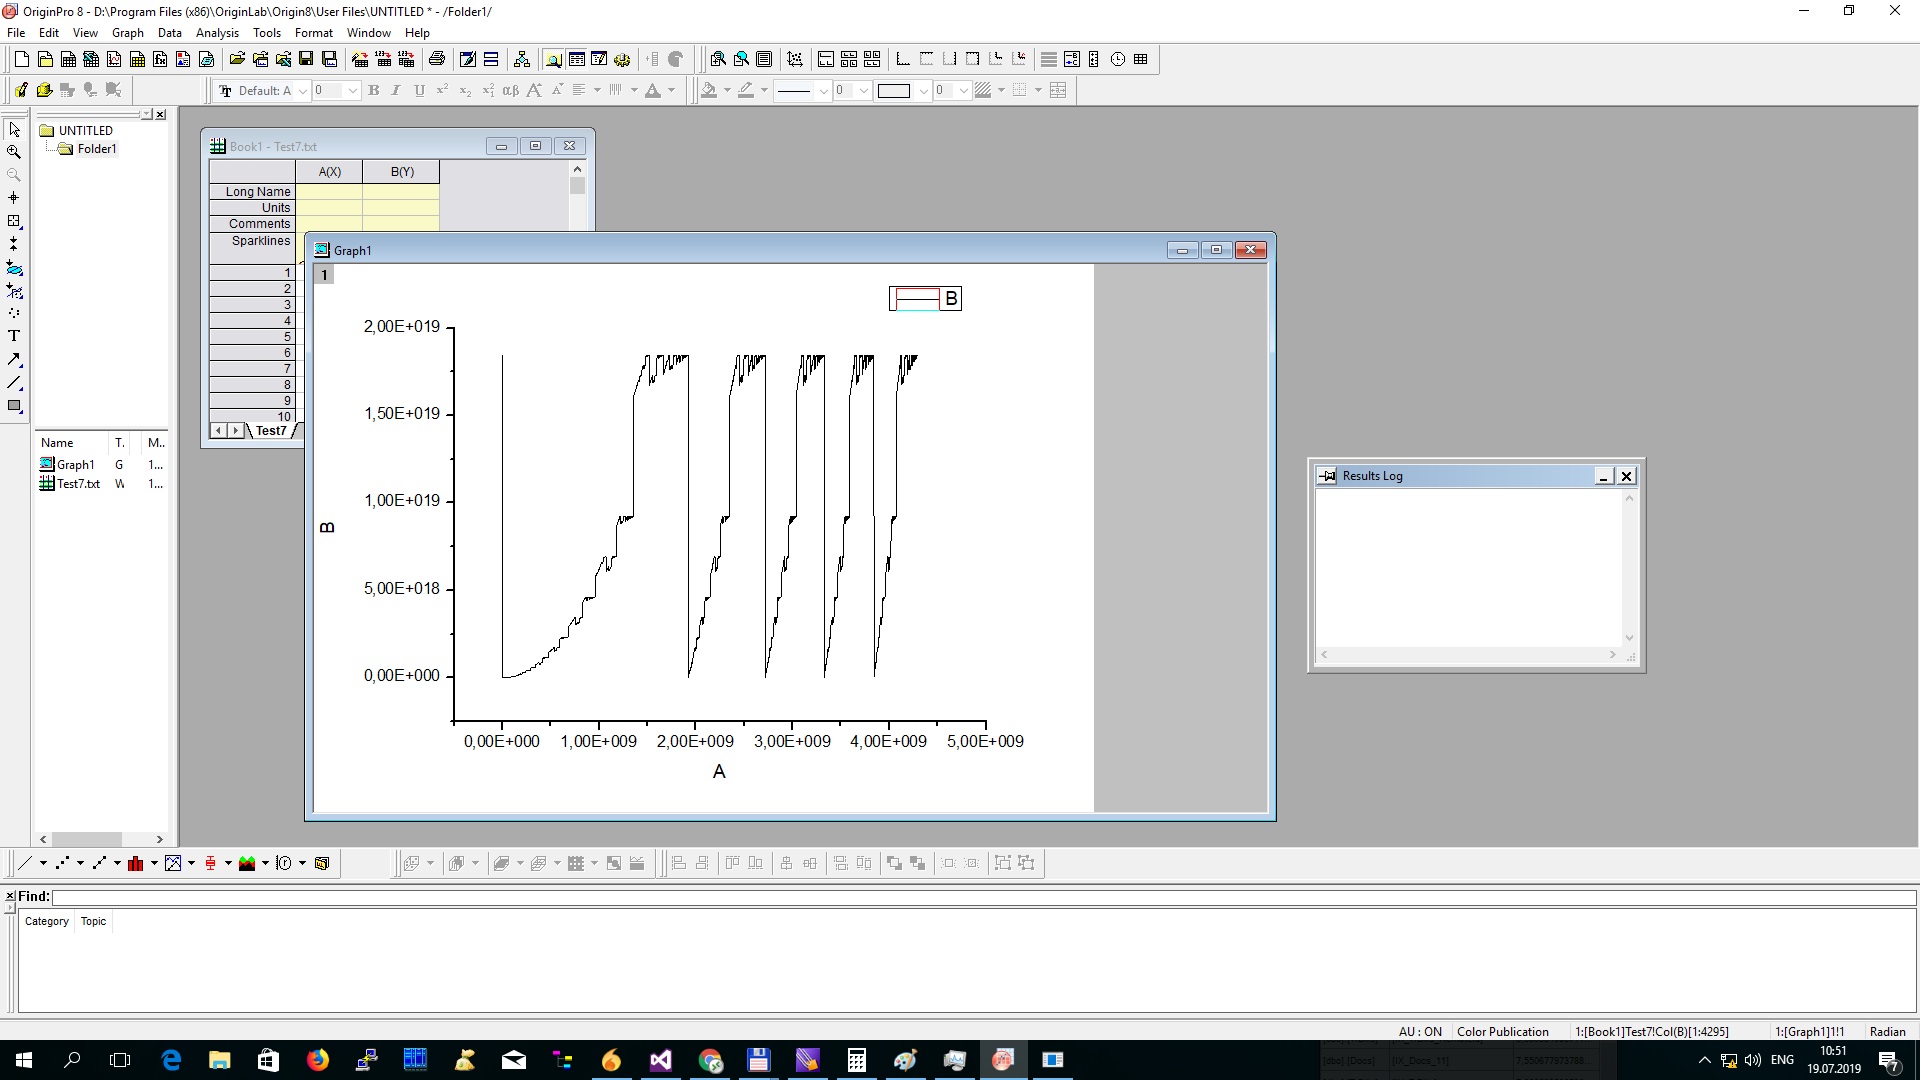 OriginPro 8 - D:\Program Files (x86)\OriginLab\Origin8\User Files\UNTITLED * - /Folder1/
File Edit View Graph Data Analysis Tools Format Window Help
Default: A 0 B I U x² x₂ αβ A A A 0 0
UNTITLED
Folder1
Name T. M..
Graph1 G 1...
Test7.txt W 1...
Book1 - Test7.txt
A(X) B(Y)
Long Name
Units
Comments
Sparklines
1
2
3
4
5
6
7
8
9
10
Test7
Graph1
1
B
2,00E+019
1,50E+019
1,00E+019
5,00E+018
0,00E+000
B
0,00E+000 1,00E+009 2,00E+009 3,00E+009 4,00E+009 5,00E+009
A
Results Log
Find:
Category Topic
AU : ON Color Publication 1:[Book1]Test7!Col(B)[1:4295] 1:[Graph1]1!1 Radian
ENG
10:51
19.07.2019
7